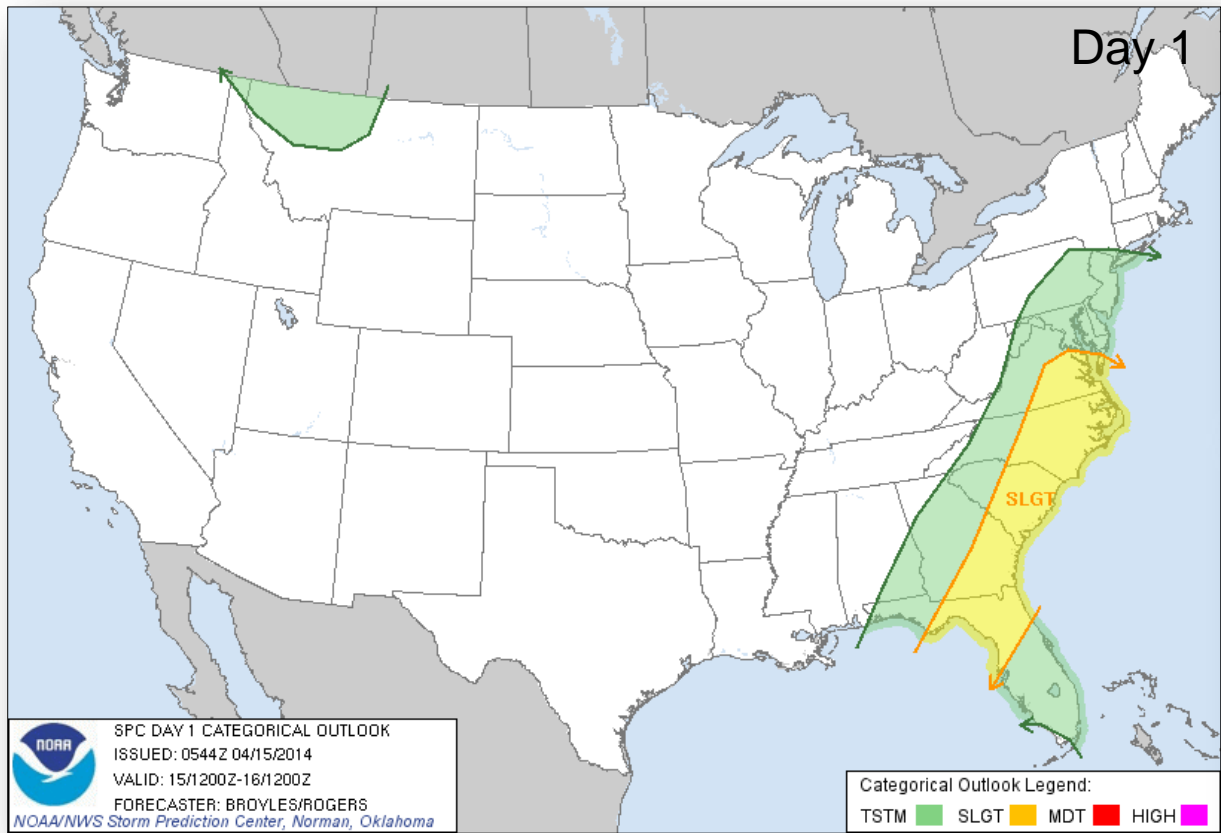 Day 1
SLGT
NOAA
SPC DAY 1 CATEGORICAL OUTLOOK
ISSUED: 0544Z 04/15/2014
VALID: 15/1200Z-16/1200Z
FORECASTER: BROYLES/ROGERS
NOAA/NWS Storm Prediction Center, Norman, Oklahoma
Categorical Outlook Legend:
TSTM SLGT MDT HIGH